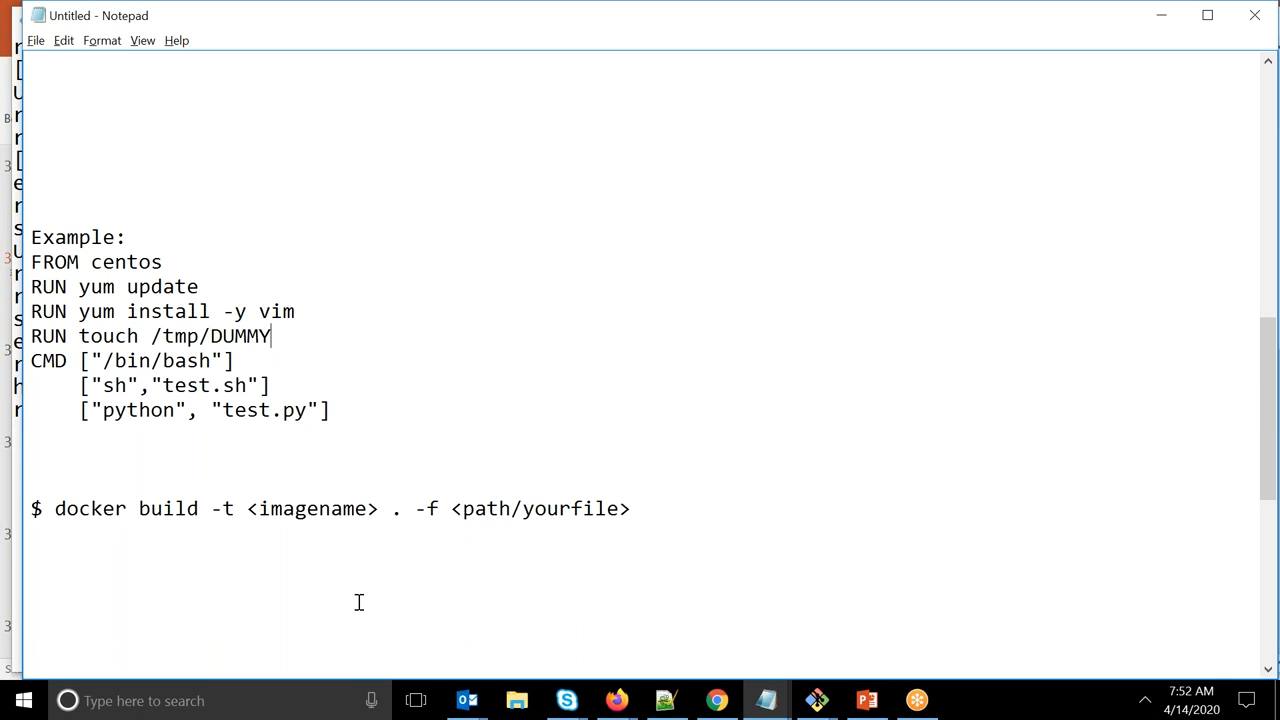 Untitled - Notepad
File Edit Format View Help
Example:
FROM centos
RUN yum update
RUN yum install -y vim
RUN touch /tmp/DUMMY
CMD ["/bin/bash"]
["sh","test.sh"]
["python", "test.py"]
$ docker build -t <imagename> . -f <path/yourfile>
Type here to search
7:52 AM
4/14/2020